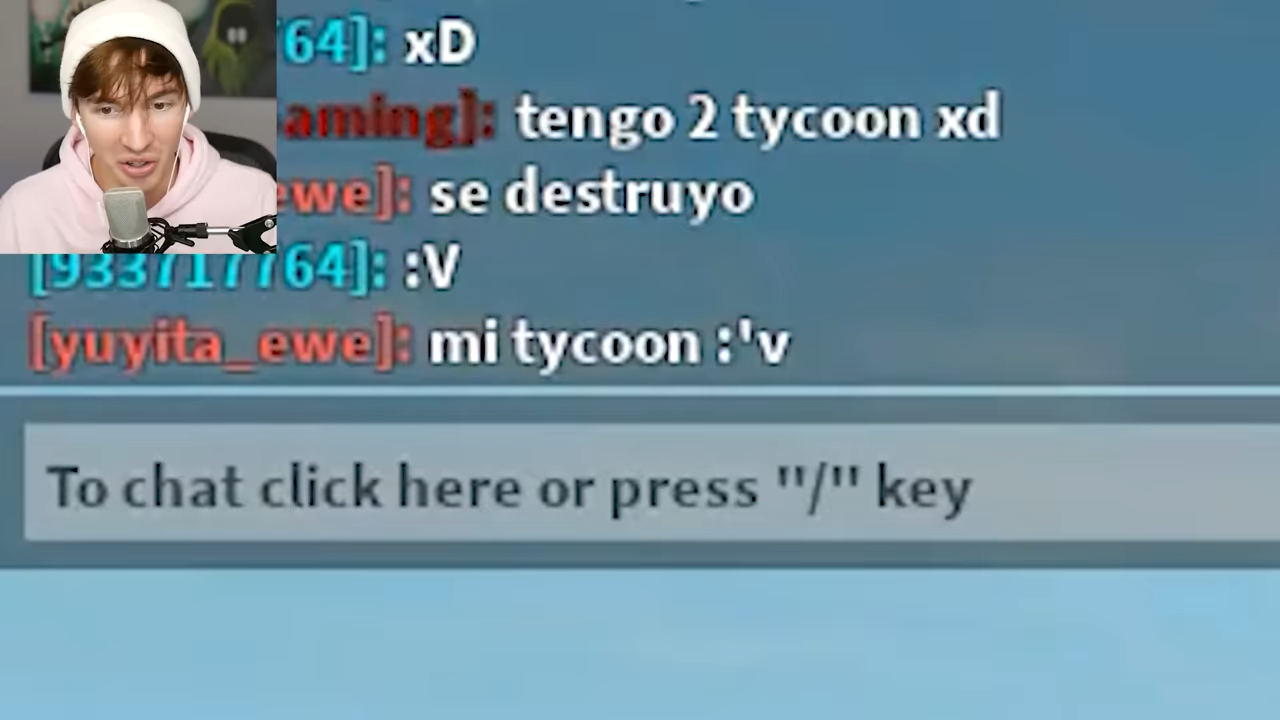 destruyo
64]: xD
aming]: tengo 2 tycoon xd
ewe]: se destruyo
[933717764]: :V
[yuyita_ewe]: mi tycoon :'v
To chat click here or press "/" key